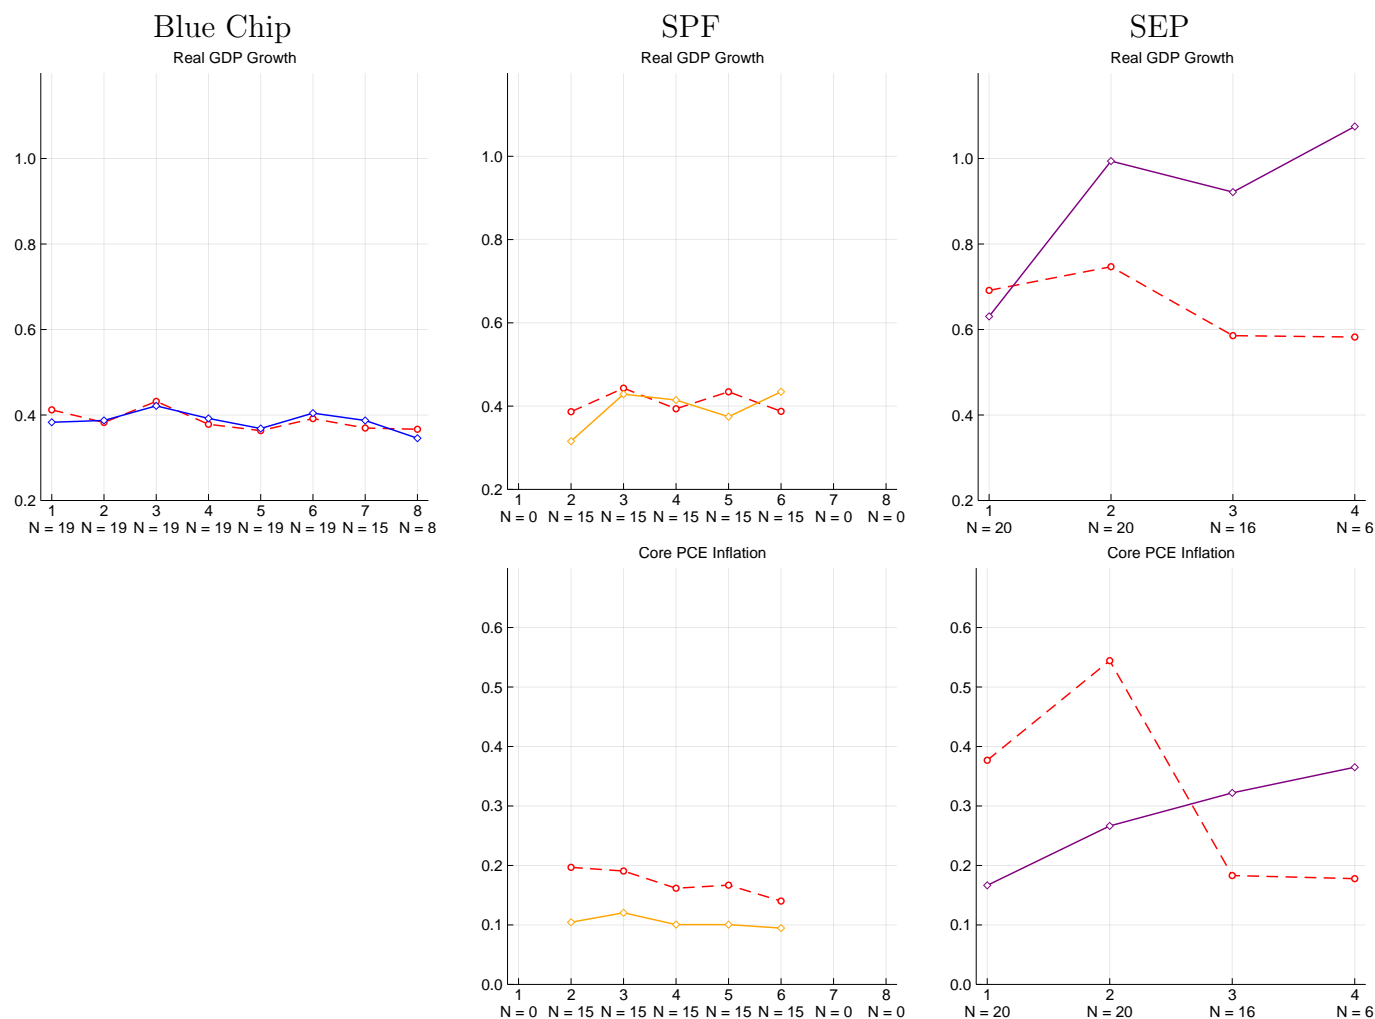 Blue Chip
SPF
SEP
Real GDP Growth
1.0
0.8
0.6
0.4
0.2
1 2 3 4 5 6 7 8
N = 19 N = 19 N = 19 N = 19 N = 19 N = 19 N = 15 N = 8
Real GDP Growth
1.0
0.8
0.6
0.4
0.2
1 2 3 4 5 6 7 8
N = 0 N = 15 N = 15 N = 15 N = 15 N = 15 N = 0 N = 0
Real GDP Growth
1.0
0.8
0.6
0.4
0.2
1 2 3 4
N = 20 N = 20 N = 16 N = 6
Core PCE Inflation
0.6
0.5
0.4
0.3
0.2
0.1
0.0
1 2 3 4 5 6 7 8
N = 0 N = 15 N = 15 N = 15 N = 15 N = 15 N = 0 N = 0
Core PCE Inflation
0.6
0.5
0.4
0.3
0.2
0.1
0.0
1 2 3 4
N = 20 N = 20 N = 16 N = 6